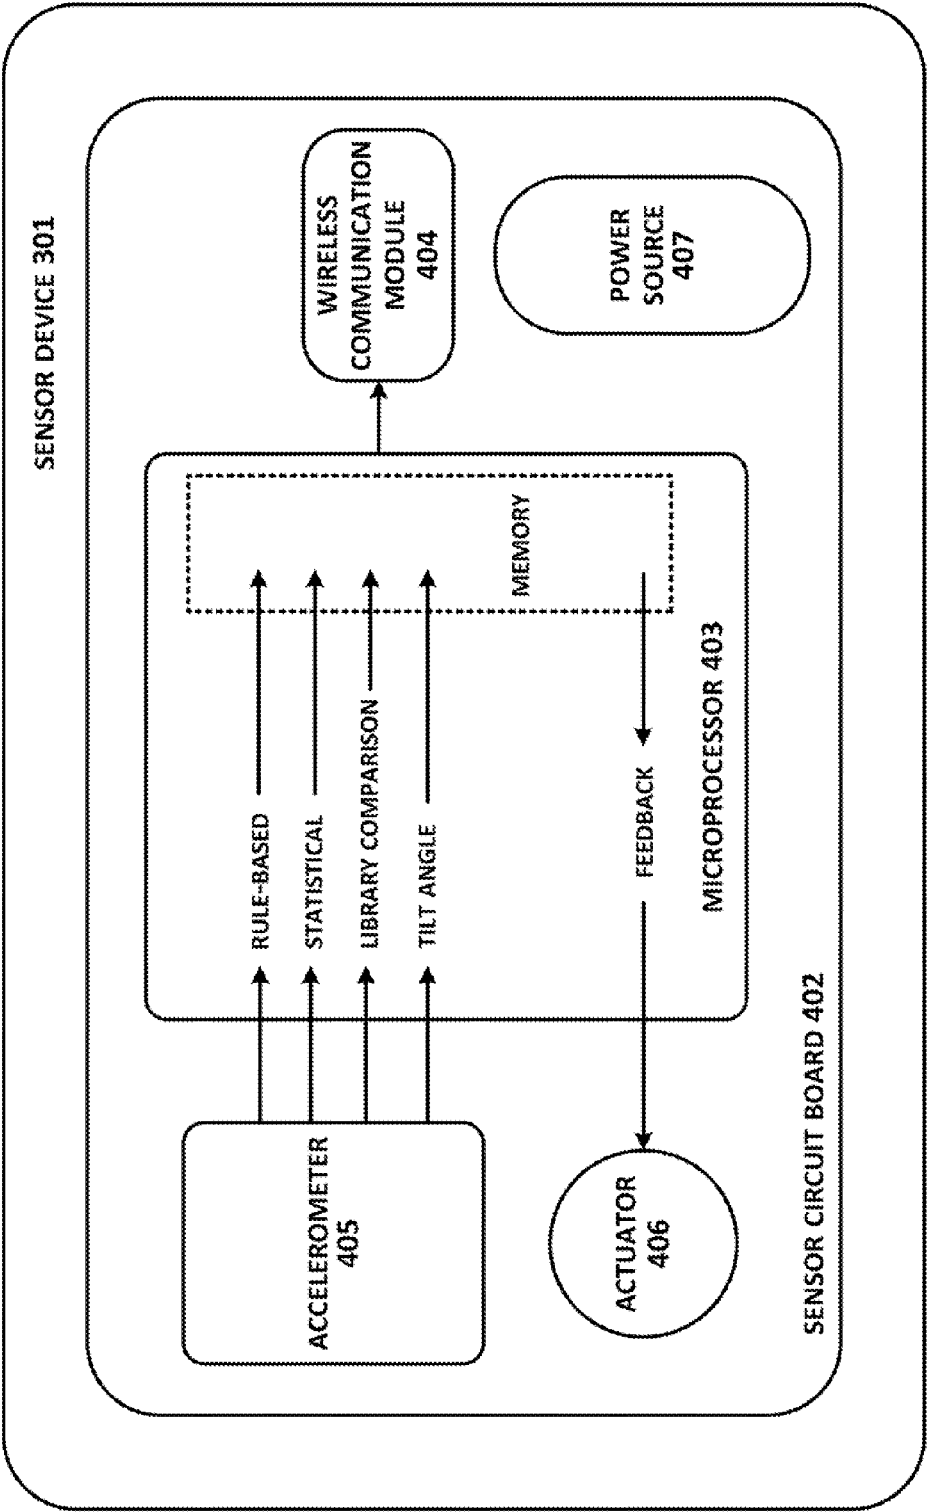 SENSOR DEVICE 301
ACCELEROMETER
405
RULE-BASED
STATISTICAL
LIBRARY COMPARISON
TILT ANGLE
MEMORY
WIRELESS
COMMUNICATION
MODULE
404
ACTUATOR
406
FEEDBACK
MICROPROCESSOR 403
POWER
SOURCE
407
SENSOR CIRCUIT BOARD 402